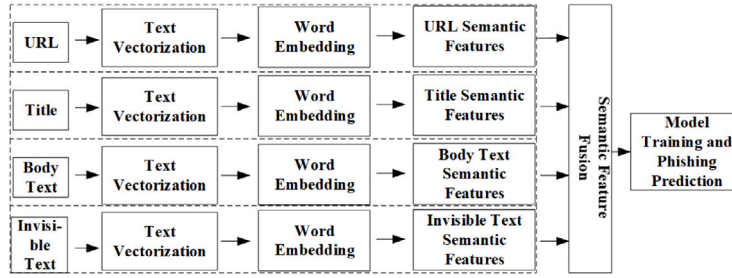 URL
Text
Vectorization
Word
Embedding
URL Semantic
Features
Title
Text
Vectorization
Word
Embedding
Title Semantic
Features
Body
Text
Text
Vectorization
Word
Embedding
Body Text
Semantic
Features
Invisi-
ble
Text
Text
Vectorization
Word
Embedding
Invisible Text
Semantic
Features
Semantic Feature
Fusion
Model
Training and
Phishing
Prediction